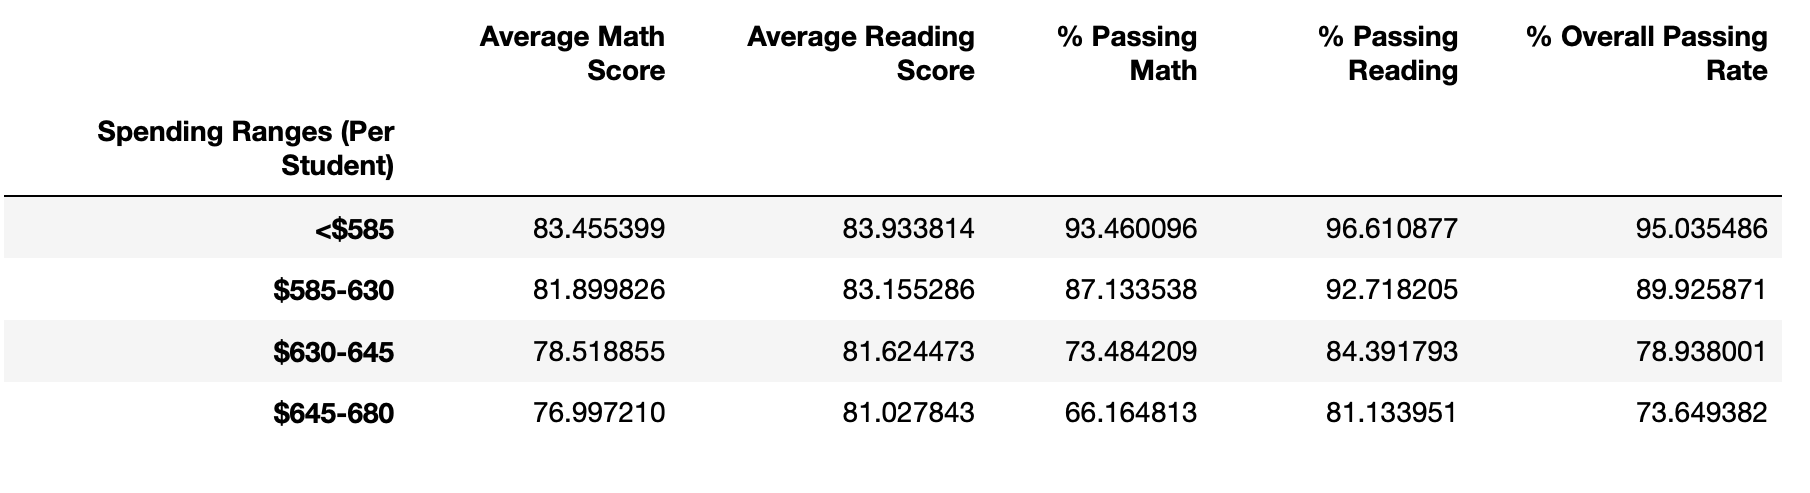 Average Math Score Average Reading Score % Passing Math % Passing Reading % Overall Passing Rate
Spending Ranges (Per Student)
<$585 83.455399 83.933814 93.460096 96.610877 95.035486
$585-630 81.899826 83.155286 87.133538 92.718205 89.925871
$630-645 78.518855 81.624473 73.484209 84.391793 78.938001
$645-680 76.997210 81.027843 66.164813 81.133951 73.649382